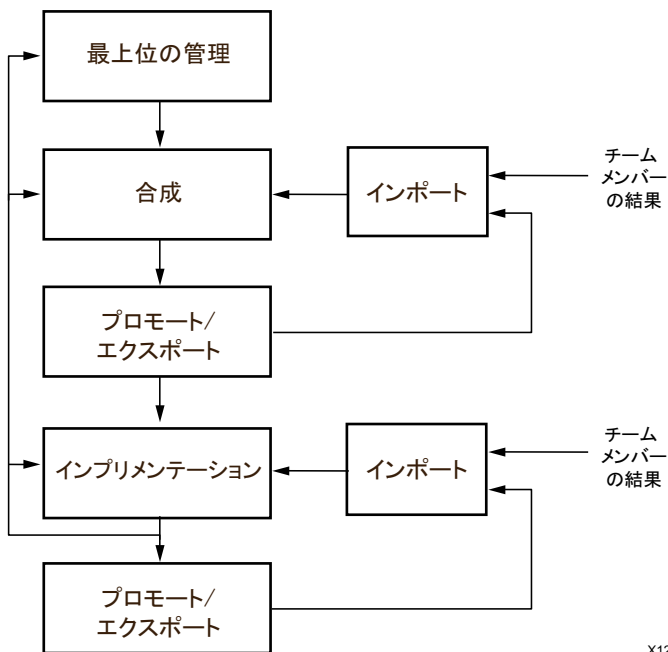 最上位の管理
合成
インポート
チーム
メンバー
の結果
プロモート/
エクスポート
インプリメンテーション
インポート
チーム
メンバー
の結果
プロモート/
エクスポート